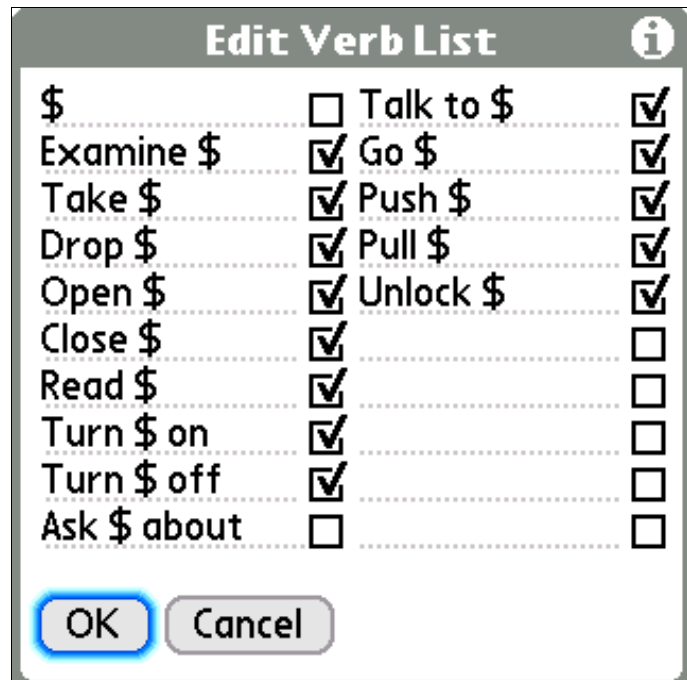 Edit Verb List
$ Talk to $
Examine $ Go $
Take $ Push $
Drop $ Pull $
Open $ Unlock $
Close $
Read $
Turn $ on
Turn $ off
Ask $ about
OK Cancel